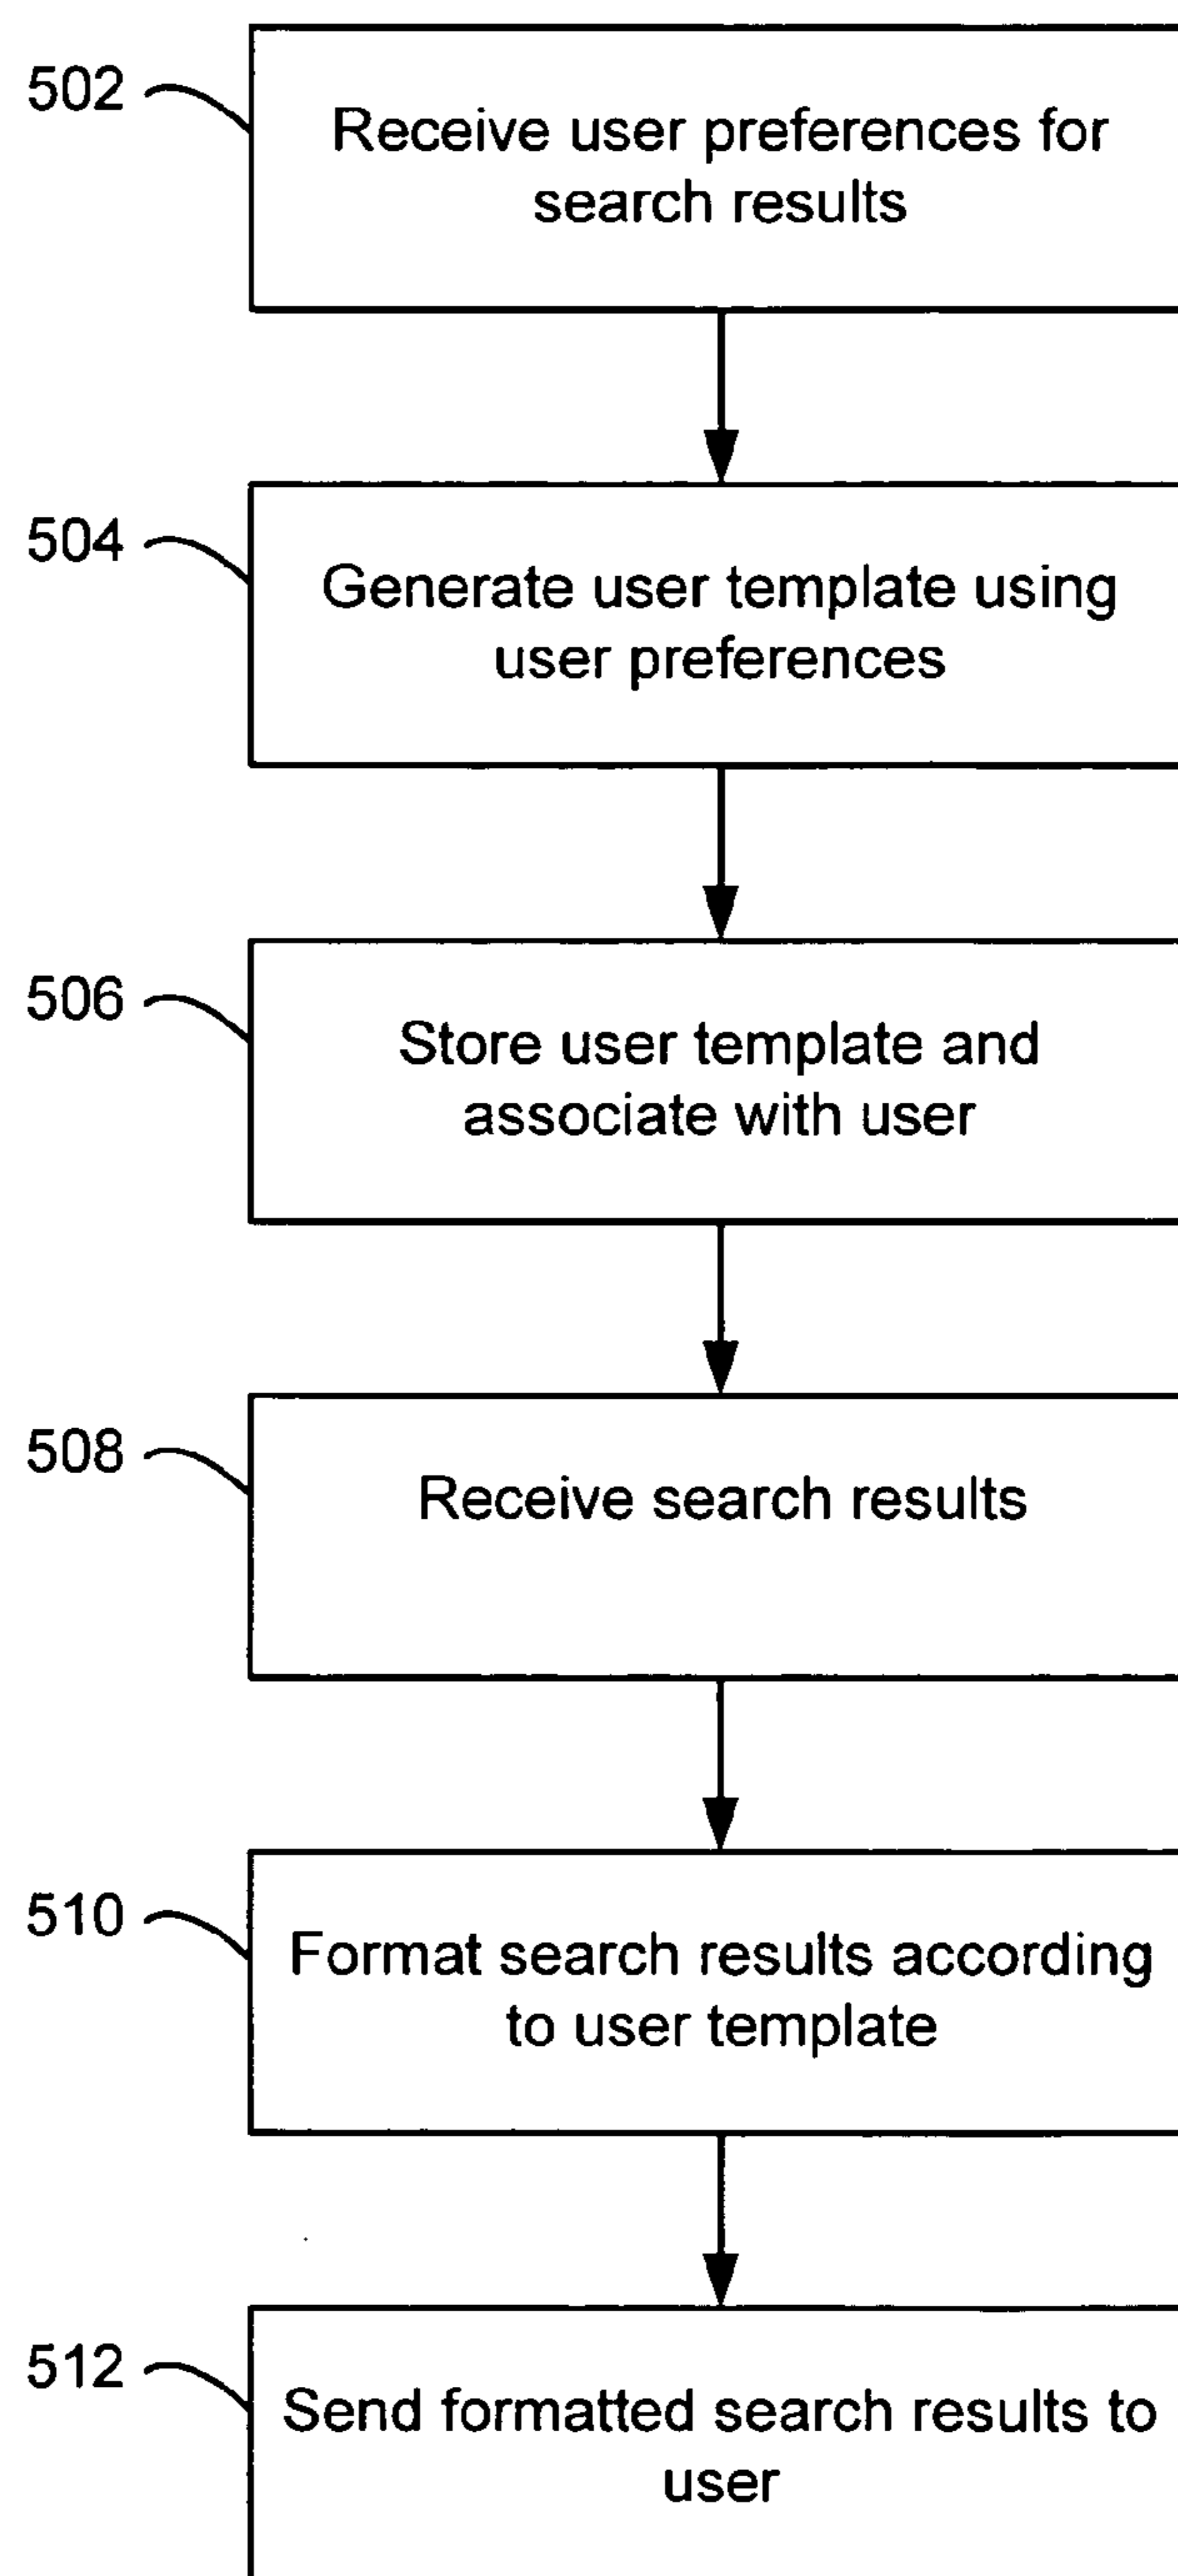 502
Receive user preferences for
search results
504
Generate user template using
user preferences
506
Store user template and
associate with user
508
Receive search results
510
Format search results according
to user template
512
Send formatted search results to
user